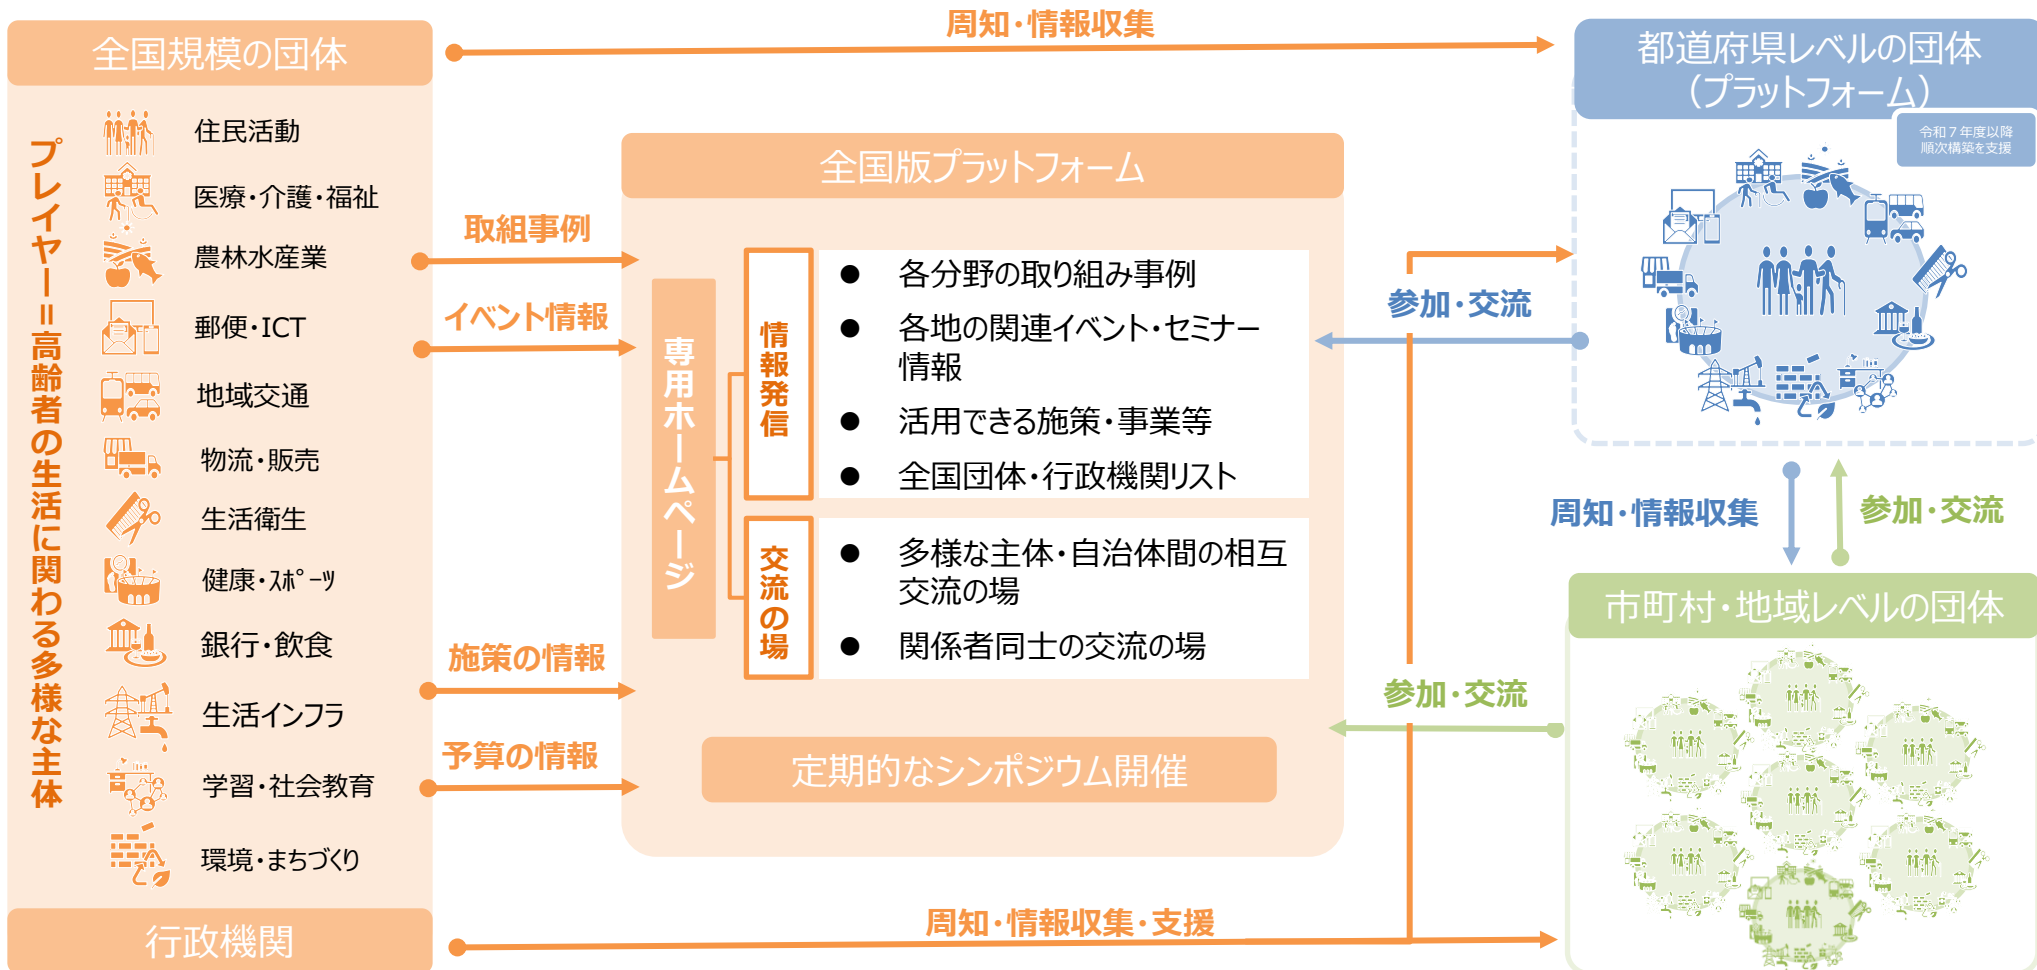 周知・情報収集
全国規模の団体
プレイヤー＝高齢者の生活に関わる多様な主体
住民活動
医療・介護・福祉
農林水産業
郵便・ICT
地域交通
物流・販売
生活衛生
健康・ｽﾎﾟｰﾂ
銀行・飲食
生活インフラ
学習・社会教育
環境・まちづくり
行政機関
取組事例
イベント情報
施策の情報
予算の情報
全国版プラットフォーム
専用ホームページ
情報発信
● 各分野の取り組み事例
● 各地の関連イベント・セミナー
情報
● 活用できる施策・事業等
● 全国団体・行政機関リスト
交流の場
● 多様な主体・自治体間の相互
交流の場
● 関係者同士の交流の場
定期的なシンポジウム開催
周知・情報収集・支援
参加・交流
参加・交流
都道府県レベルの団体
（プラットフォーム）
令和７年度以降
順次構築を支援
周知・情報収集
参加・交流
市町村・地域レベルの団体